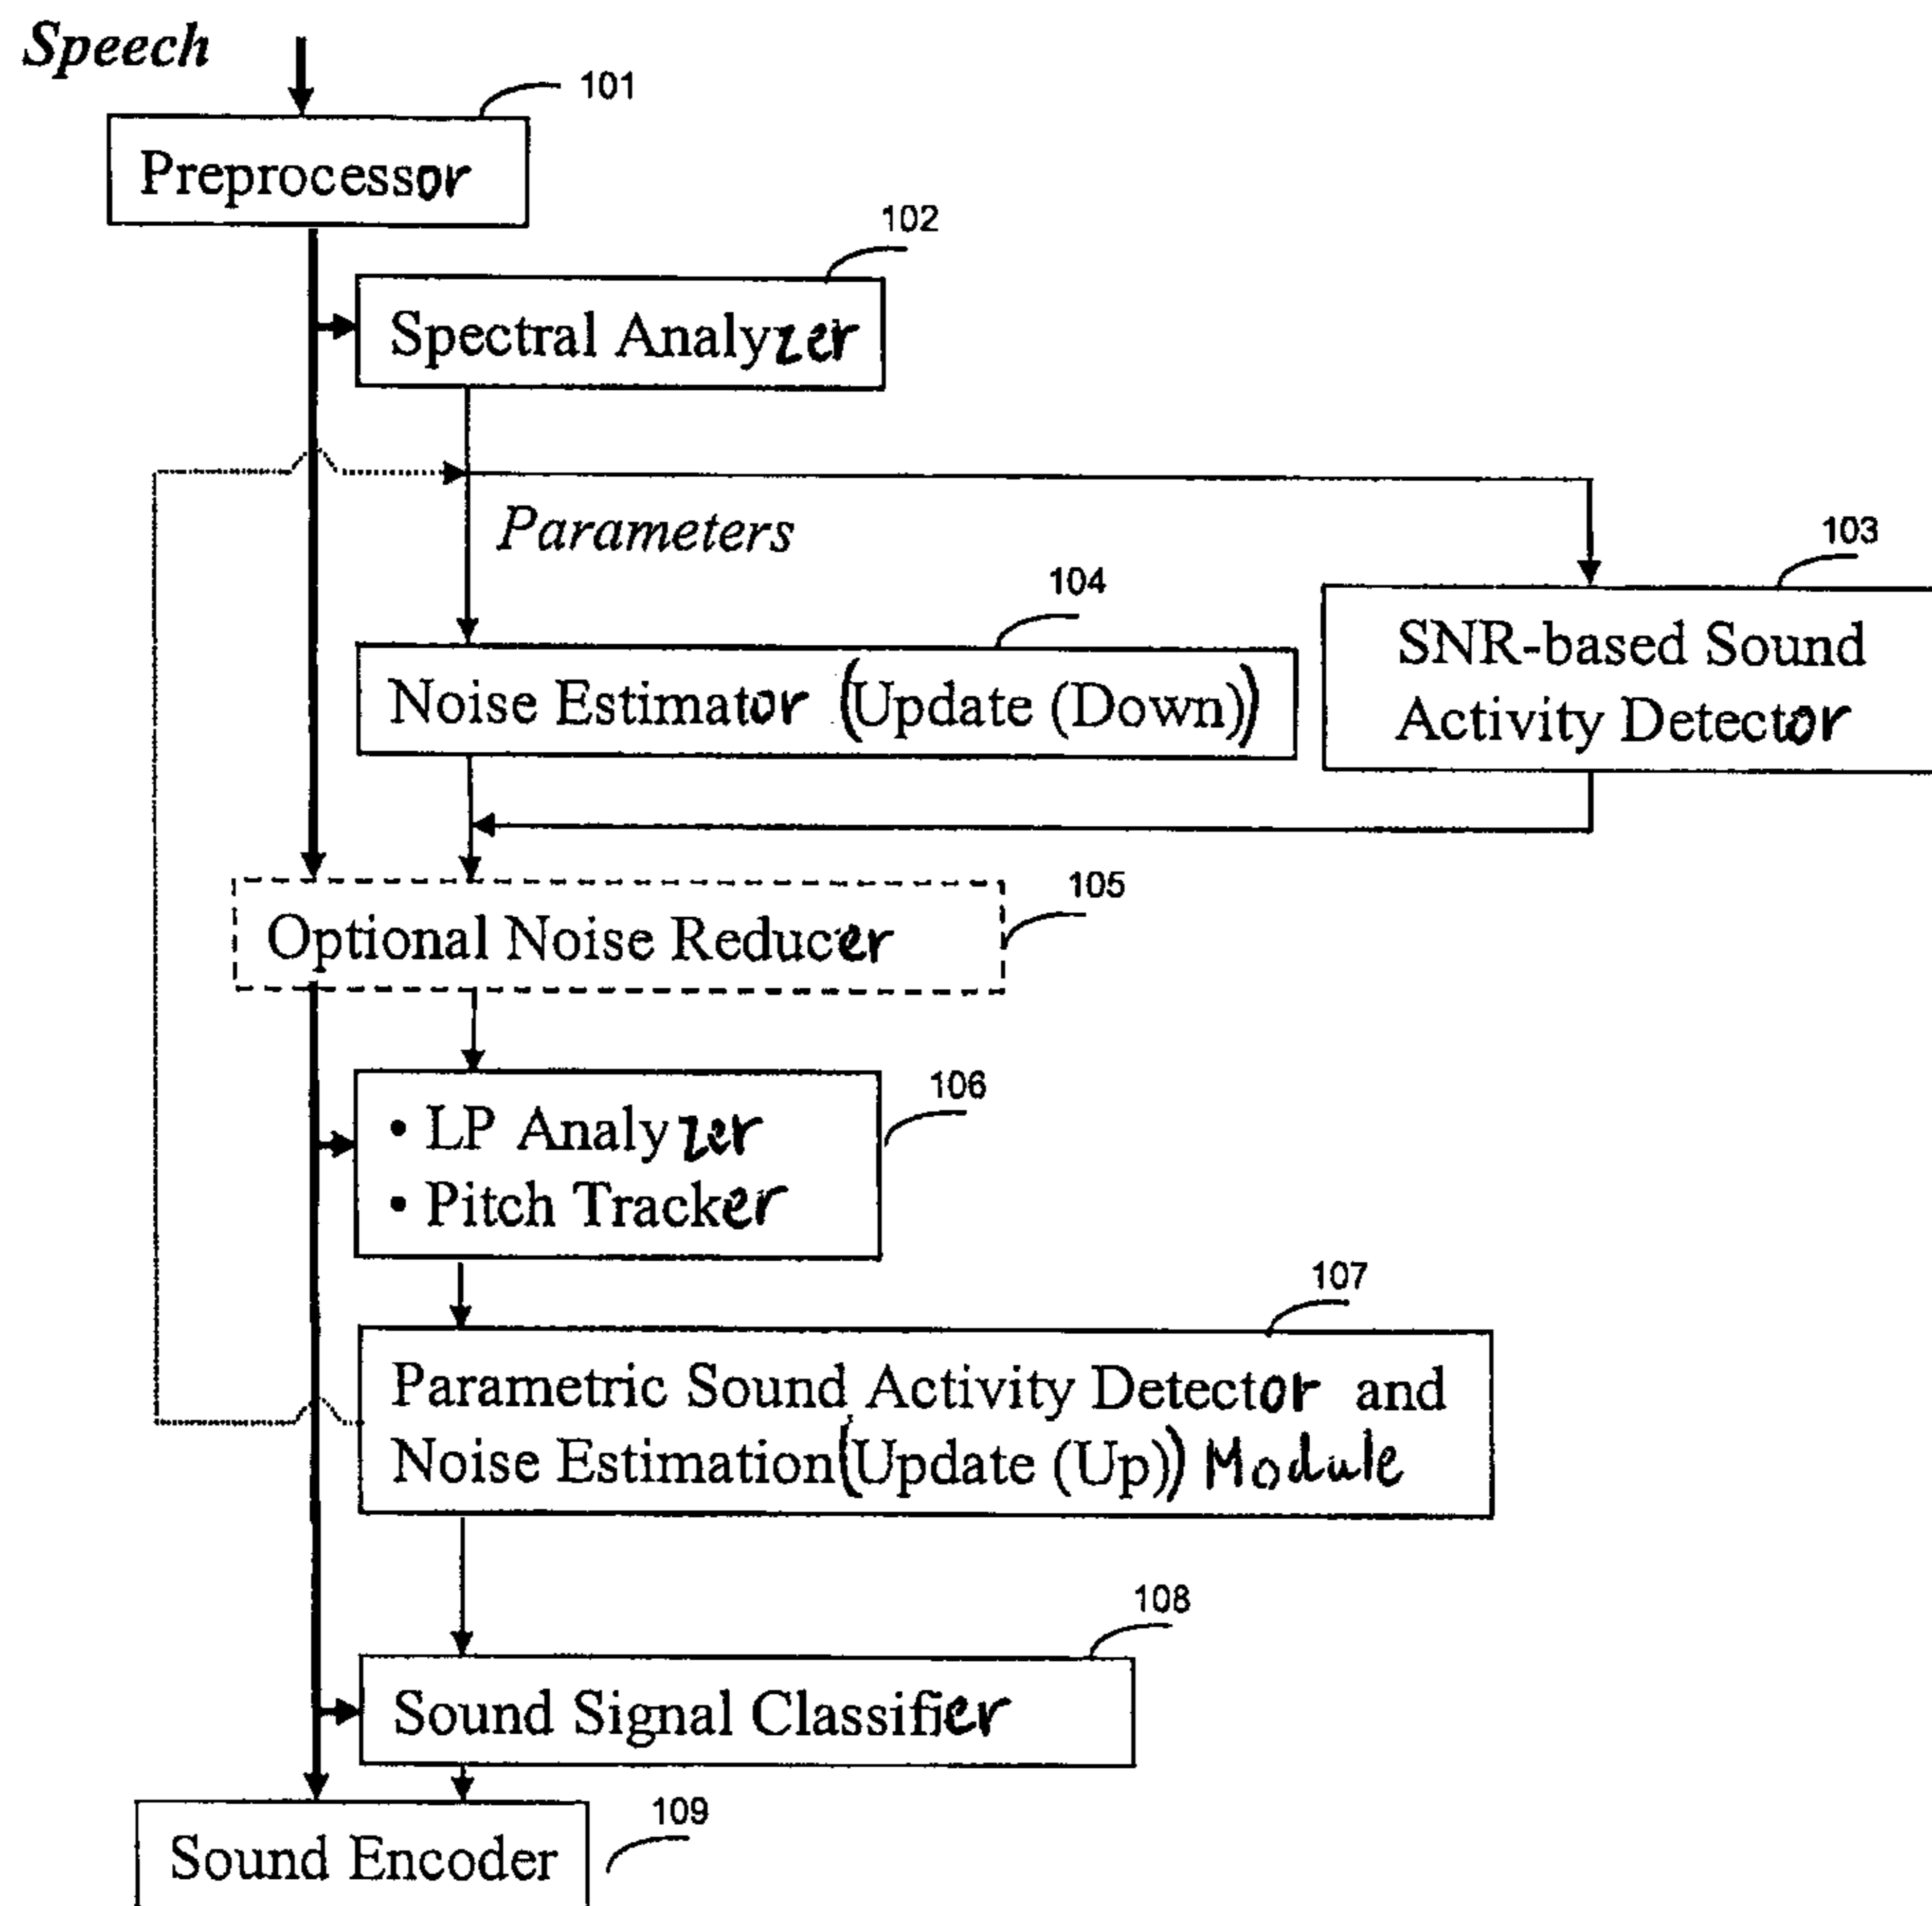 Speech
101
Preprocessor
102
Spectral Analyzer
Parameters
103
104
SNR-based Sound
Activity Detector
Noise Estimator (Update (Down))
105
Optional Noise Reducer
106
• LP Analyzer
• Pitch Tracker
107
Parametric Sound Activity Detector and
Noise Estimation (Update (Up)) Module
108
Sound Signal Classifier
109
Sound Encoder